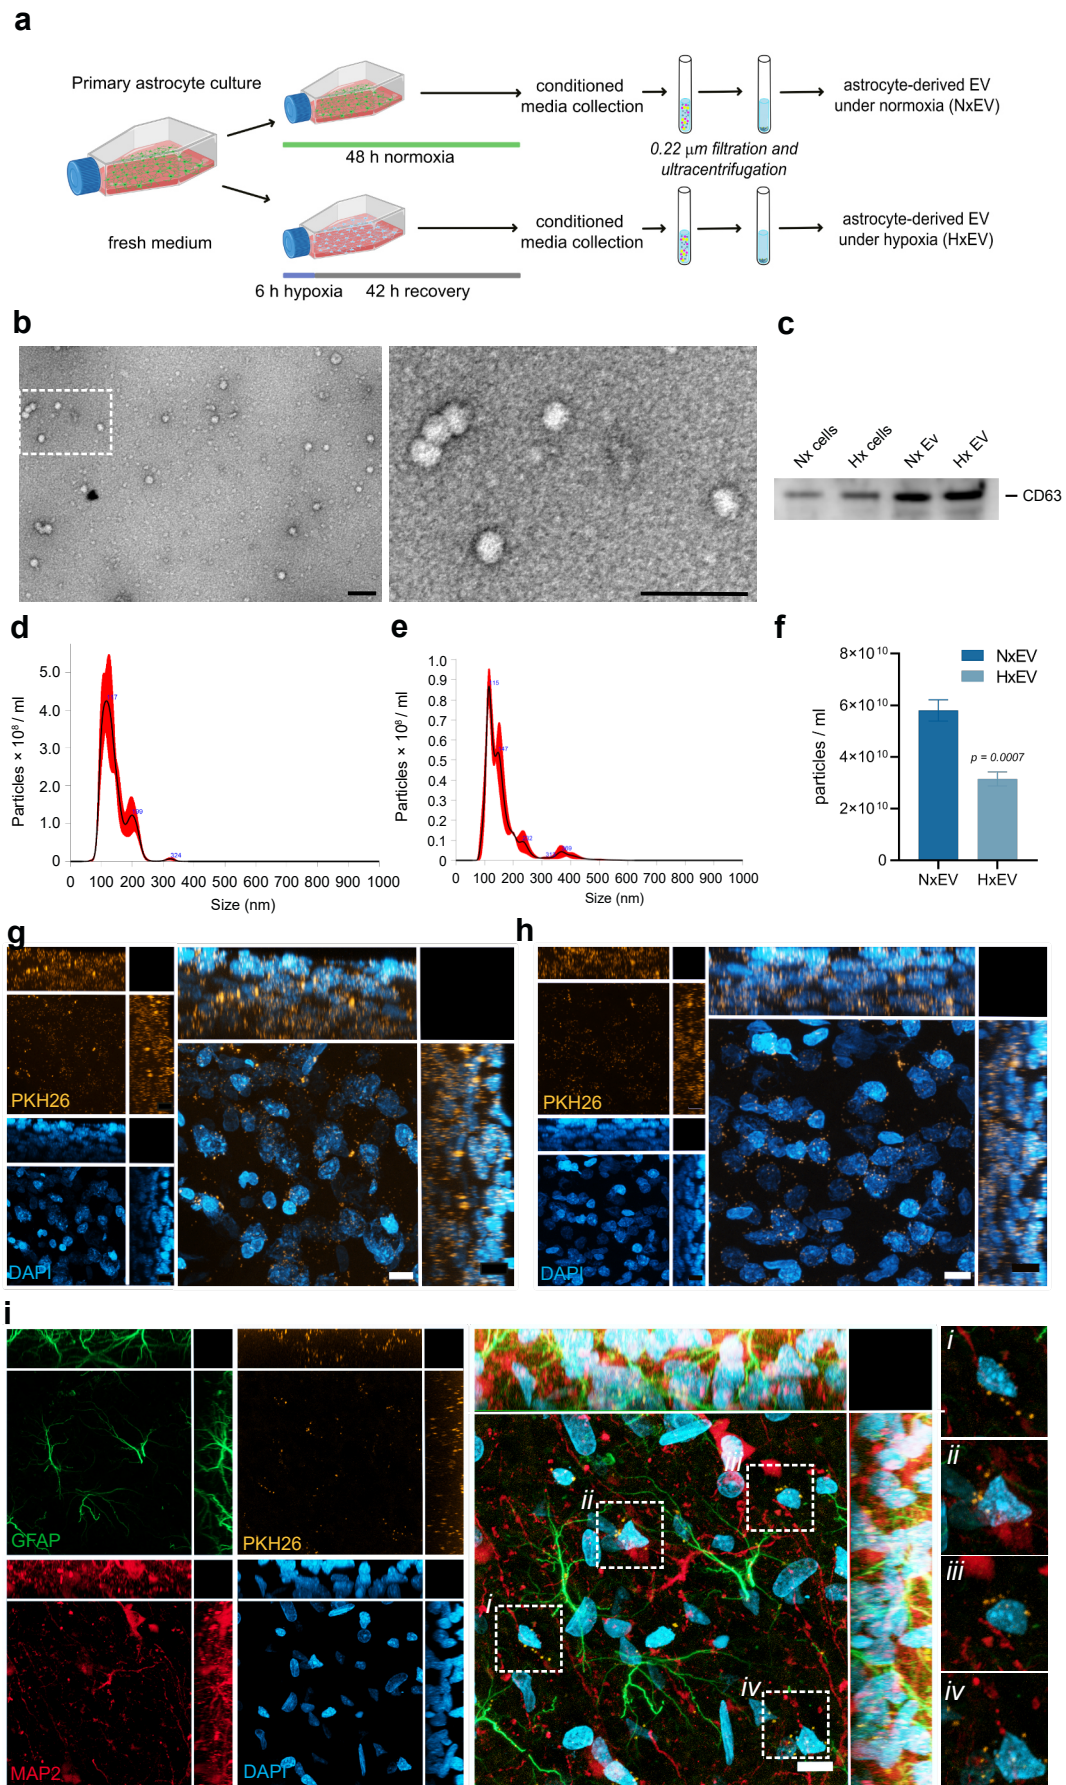 a
Primary astrocyte culture
fresh medium
48 h normoxia
6 h hypoxia
42 h recovery
conditioned
media collection
0.22 μm filtration and
ultracentrifugation
astrocyte-derived EV
under normoxia (NxEV)
conditioned
media collection
astrocyte-derived EV
under hypoxia (HxEV)
b
c
Nx cells
Hx cells
Nx Ev
Hx EV
CD63
d
Particles × 10⁸ / ml
5.0
4.0
3.0
2.0
1.0
0
324
0 100 200 300 400 500 600 700 800 900 1000
Size (nm)
e
Particles × 10⁸ / ml
1.0
0.9
0.8
0.7
0.6
0.5
0.4
0.3
0.2
0.1
0
0 100 200 300 400 500 600 700 800 900 1000
Size (nm)
f
particles / ml
8×10¹⁰
6×10¹⁰
4×10¹⁰
2×10¹⁰
0
NxEV
HxEV
p = 0.0007
NxEV HxEV
g
PKH26
DAPI
h
PKH26
DAPI
i
GFAP
PKH26
MAP2
DAPI
i
ii
iii
iv
i
ii
iii
iv